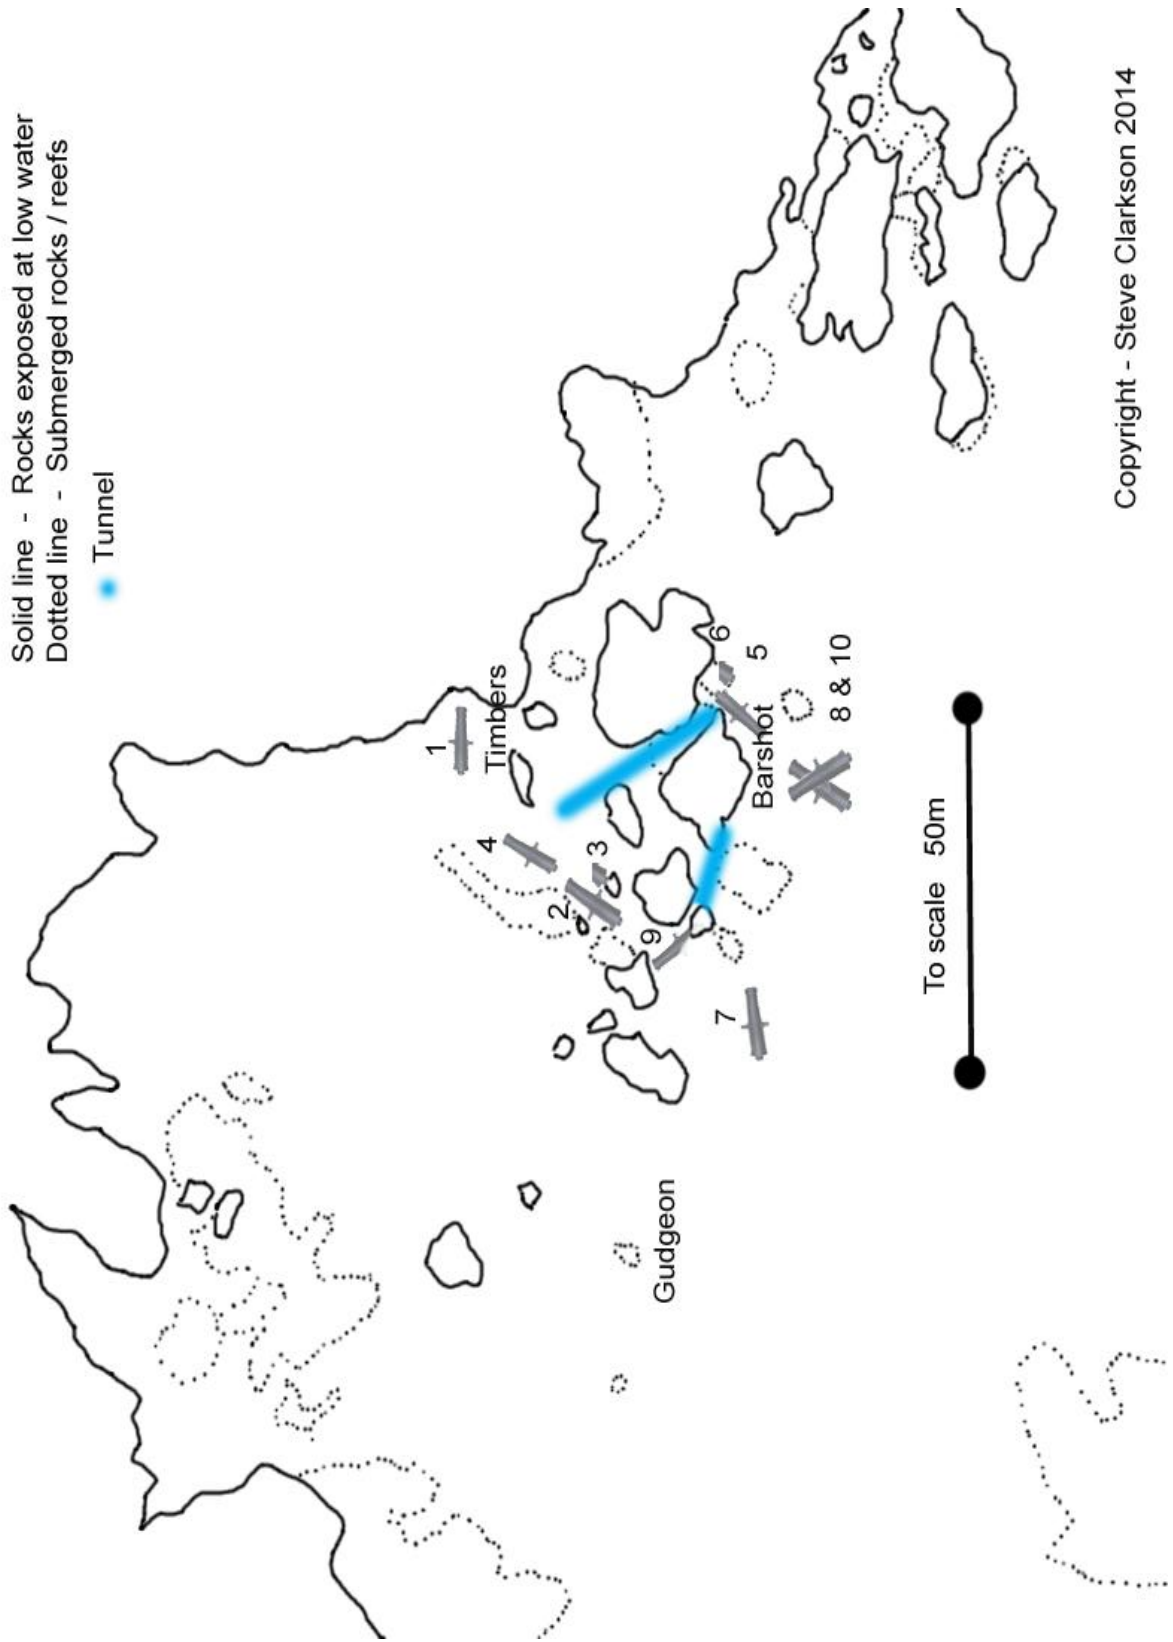 Solid line - Rocks exposed at low water
Dotted line - Submerged rocks / reefs
Tunnel
1
Timbers
4
3
2
9
6
5
Barshot
8 & 10
7
Gudgeon
To scale 50m
Copyright - Steve Clarkson 2014